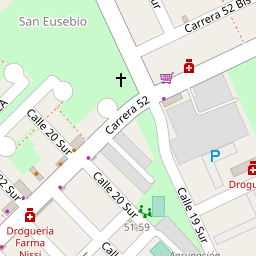 San Eusebio
Carrera 52 Bis
Carrera 52
Calle 20 Sur
P
Calle 20 Sur
Calle 19 Sur
Droguería
Farma
Nissi
51 59
Agrupación